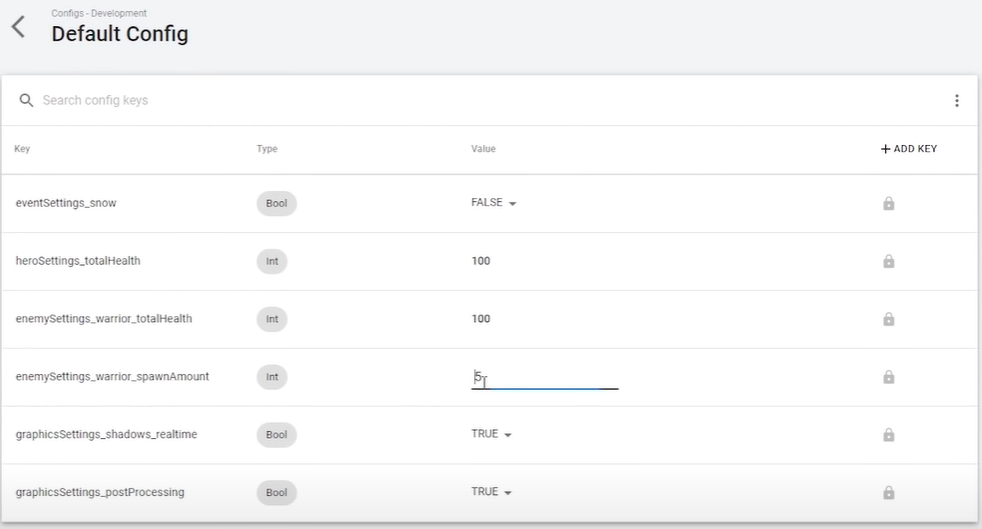 Configs - Development
Default Config
Search config keys
Key Type Value + ADD KEY
eventSettings_snow Bool FALSE
heroSettings_totalHealth Int 100
enemySettings_warrior_totalHealth Int 100
enemySettings_warrior_spawnAmount Int 5
graphicsSettings_shadows_realtime Bool TRUE
graphicsSettings_postProcessing Bool TRUE